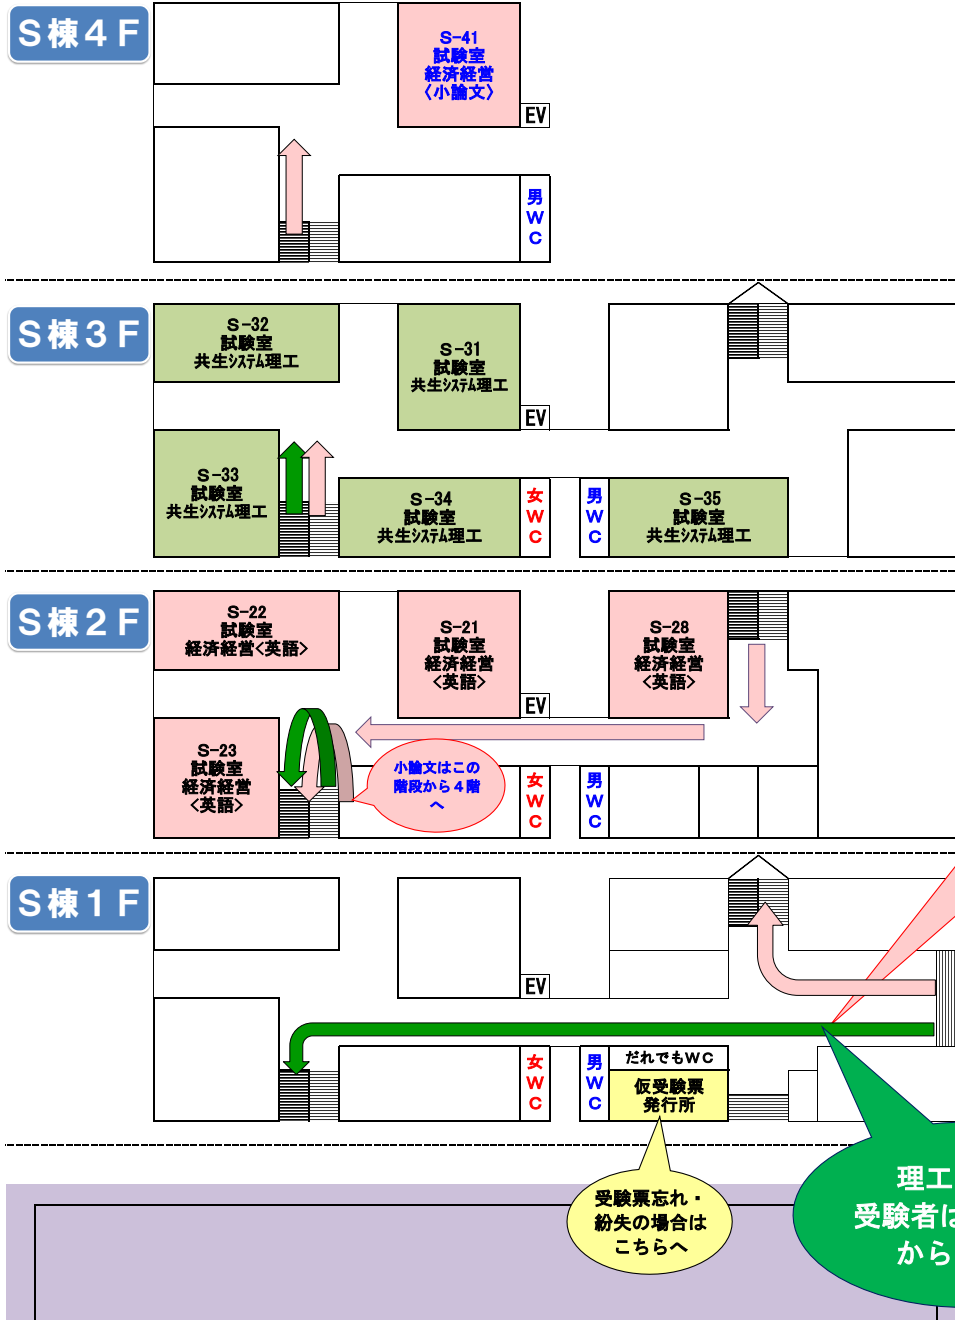 S棟4F
S-41
試験室
経済経営
〈小論文〉
EV
男
W
C
S棟3F
S-32
試験室
共生システム理工
S-31
試験室
共生システム理工
EV
S-33
試験室
共生システム理工
S-34
試験室
共生システム理工
女
W
C
男
W
C
S-35
試験室
共生システム理工
S棟2F
S-22
試験室
経済経営<英語>
S-21
試験室
経済経営
<英語>
S-28
試験室
経済経営
<英語>
EV
S-23
試験室
経済経営
<英語>
小論文はこの
階段から4階
へ
女
W
C
男
W
C
S棟1F
EV
女
W
C
男
W
C
だれでもWC
仮受験票
発行所
受験票忘れ・
紛失の場合は
こちらへ
理工
受験者は
から